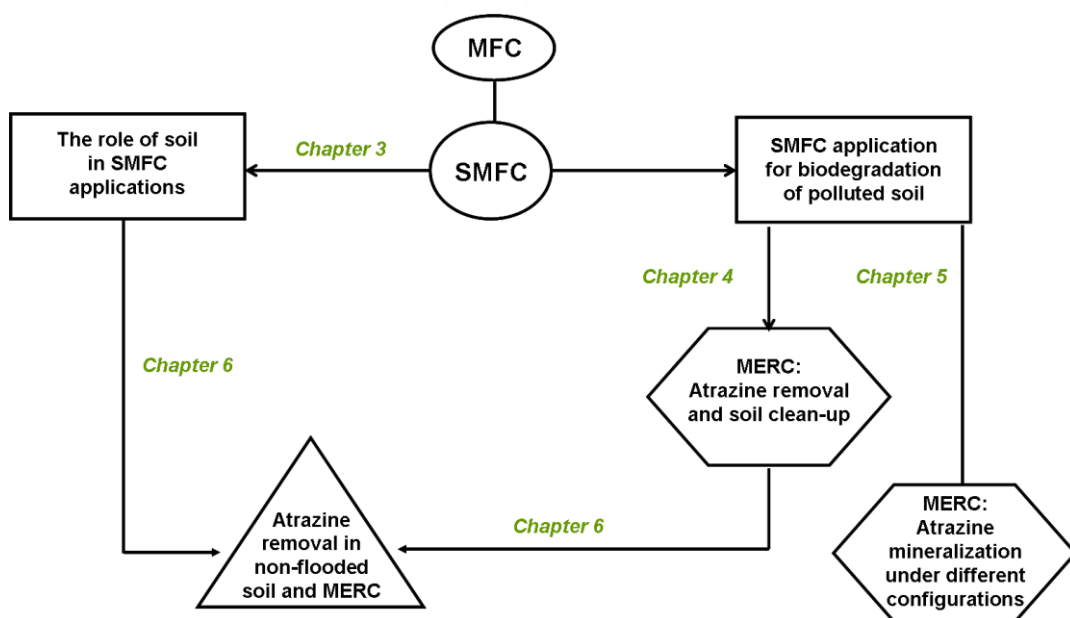 MFC
SMFC
Chapter 3
The role of soil
in SMFC
applications
SMFC application
for biodegradation
of polluted soil
Chapter 4
Chapter 5
MERC:
Atrazine removal
and soil clean-up
Chapter 6
Chapter 6
Atrazine
removal in
non-flooded
soil and MERC
MERC:
Atrazine
mineralization
under different
configurations